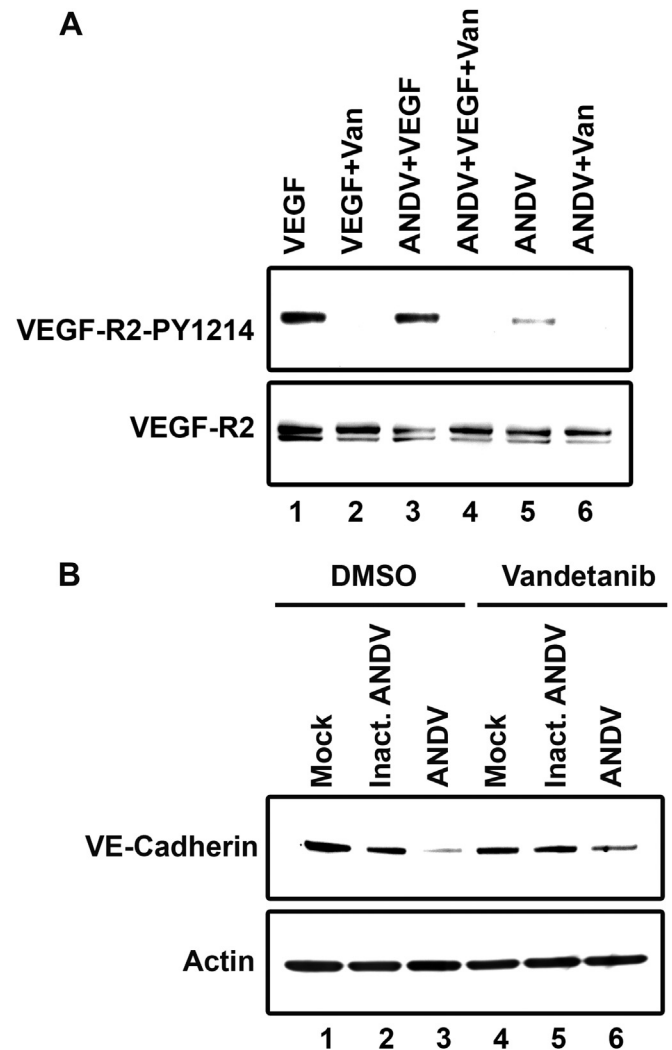 A
VEGF
VEGF+Van
ANDV+VEGF
ANDV+VEGF+Van
ANDV
ANDV+Van
VEGF-R2-PY1214
VEGF-R2
1 2 3 4 5 6
B
DMSO Vandetanib
Mock
Inact. ANDV
ANDV
Mock
Inact. ANDV
ANDV
VE-Cadherin
Actin
1 2 3 4 5 6